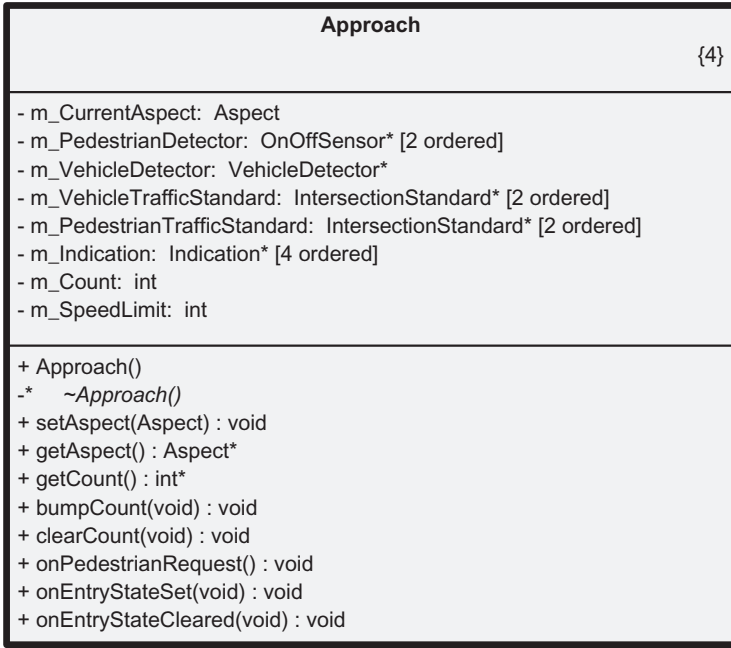 Approach
{4}
- m_CurrentAspect: Aspect
- m_PedestrianDetector: OnOffSensor* [2 ordered]
- m_VehicleDetector: VehicleDetector*
- m_VehicleTrafficStandard: IntersectionStandard* [2 ordered]
- m_PedestrianTrafficStandard: IntersectionStandard* [2 ordered]
- m_Indication: Indication* [4 ordered]
- m_Count: int
- m_SpeedLimit: int
+ Approach()
-* ~Approach()
+ setAspect(Aspect) : void
+ getAspect() : Aspect*
+ getCount() : int*
+ bumpCount(void) : void
+ clearCount(void) : void
+ onPedestrianRequest() : void
+ onEntryStateSet(void) : void
+ onEntryStateCleared(void) : void